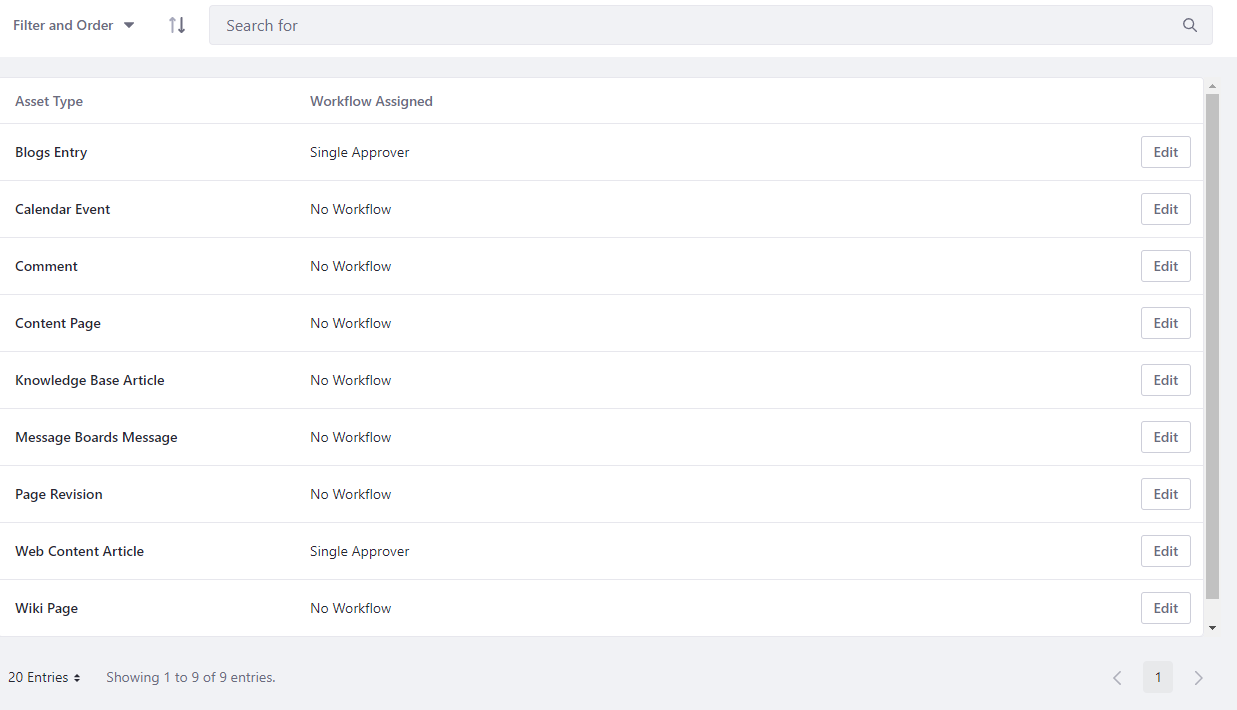 Filter and Order
Search for
Asset Type Workflow Assigned
Blogs Entry Single Approver Edit
Calendar Event No Workflow Edit
Comment No Workflow Edit
Content Page No Workflow Edit
Knowledge Base Article No Workflow Edit
Message Boards Message No Workflow Edit
Page Revision No Workflow Edit
Web Content Article Single Approver Edit
Wiki Page No Workflow Edit
20 Entries Showing 1 to 9 of 9 entries. 1